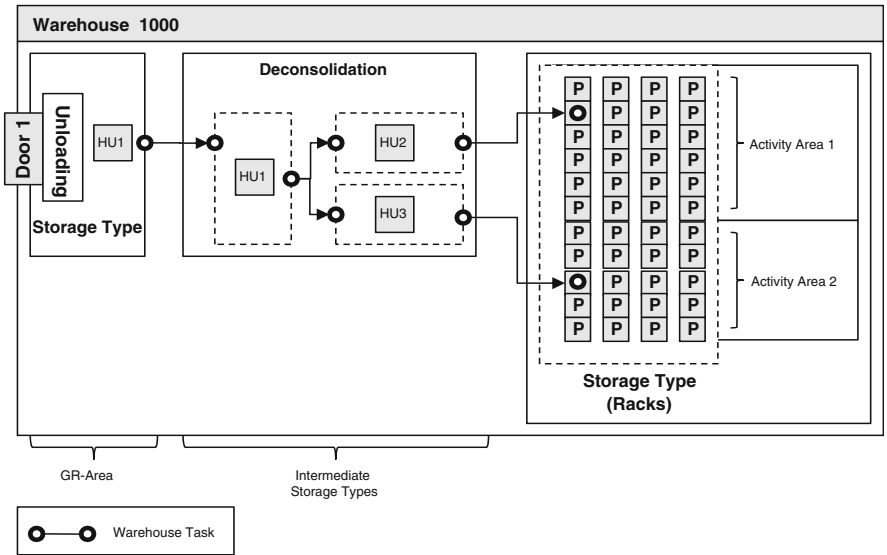 Warehouse 1000
Door 1
Unloading
HU1
Storage Type
Deconsolidation
HU1
HU2
HU3
P P P P
P P P
P P P P
P P P P
P P P P
P P P P
P P P P
P P P P
P P P
P P P P
P P P P
Activity Area 1
Activity Area 2
Storage Type
(Racks)
GR-Area
Intermediate
Storage Types
Warehouse Task